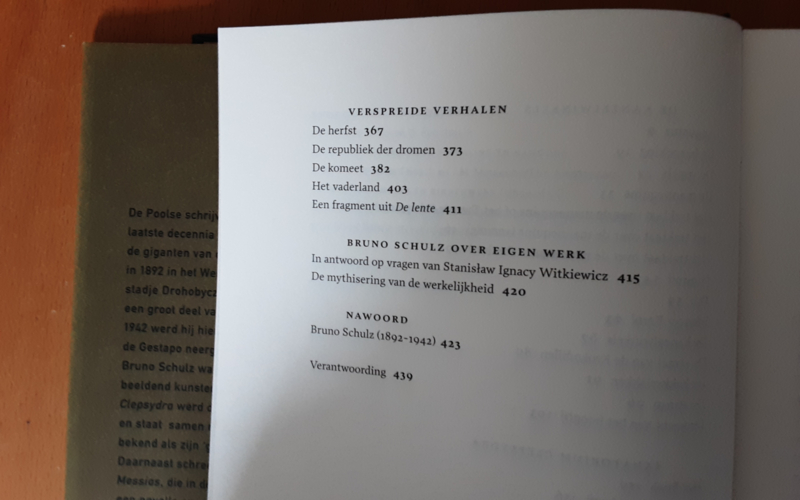 VERSPREIDE VERHALEN
De herfst 367
De republiek der dromen 373
De komeet 382
Het vaderland 403
Een fragment uit De lente 411
BRUNO SCHULZ OVER EIGEN WERK
In antwoord op vragen van Stanisław Ignacy Witkiewicz 415
De mythisering van de werkelijkheid 420
NAWOORD
Bruno Schulz (1892-1942) 423
Verantwoording 439
De Poolse schrijv
laatste decennia
de giganten van
in 1892 in het We
stadje Drohobycz
een groot deel va
1942 werd hij hie
de Gestapo neerg
Bruno Schulz wa
beeldend kunste
Clepsydra werd
en staat samen
bekend als zijn
Daarnaast schre
Messias, die in d